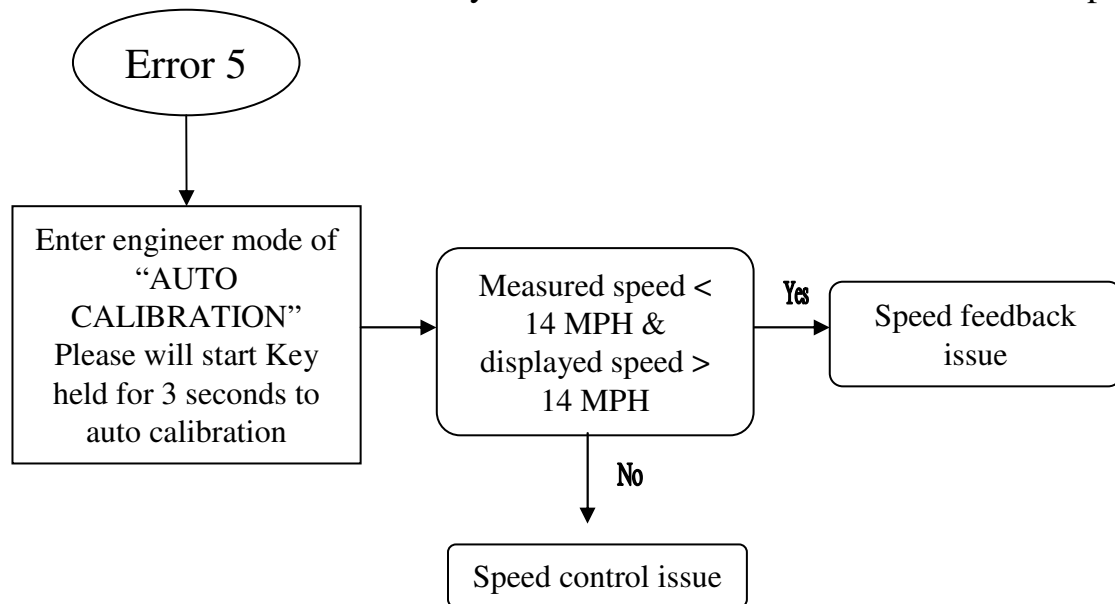 Error 5
Enter engineer mode of
“AUTO
CALIBRATION”
Please will start Key
held for 3 seconds to
auto calibration
Measured speed <
14 MPH &
displayed speed >
14 MPH
Yes
Speed feedback
issue
No
Speed control issue